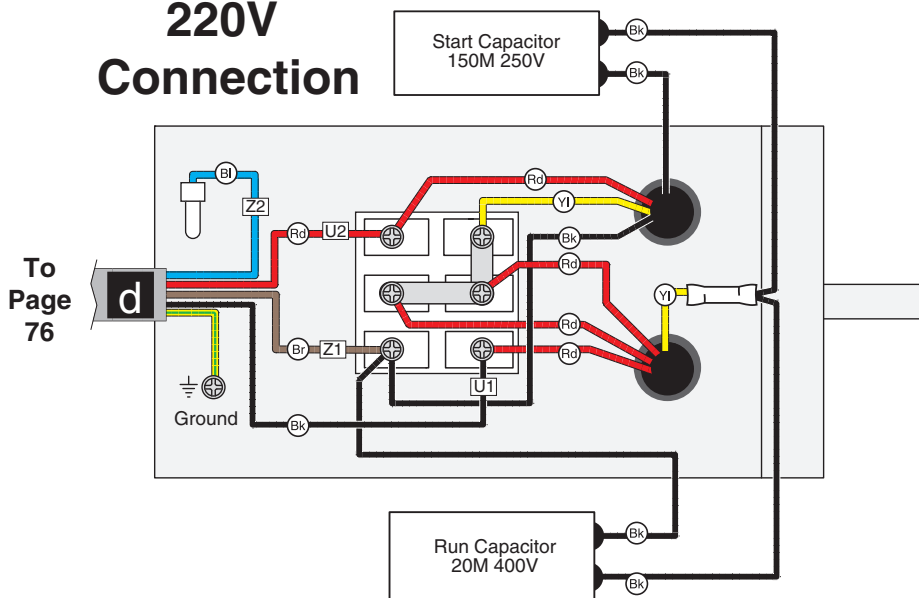 220V
Connection
Start Capacitor
150M 250V
Bk
Bk
Bl
Z2
Rd
Yl
Rd
U2
Bk
Rd
To
Page
76
d
Yl
Rd
Br
Z1
Rd
U1
Ground
Bk
Run Capacitor
20M 400V
Bk
Bk